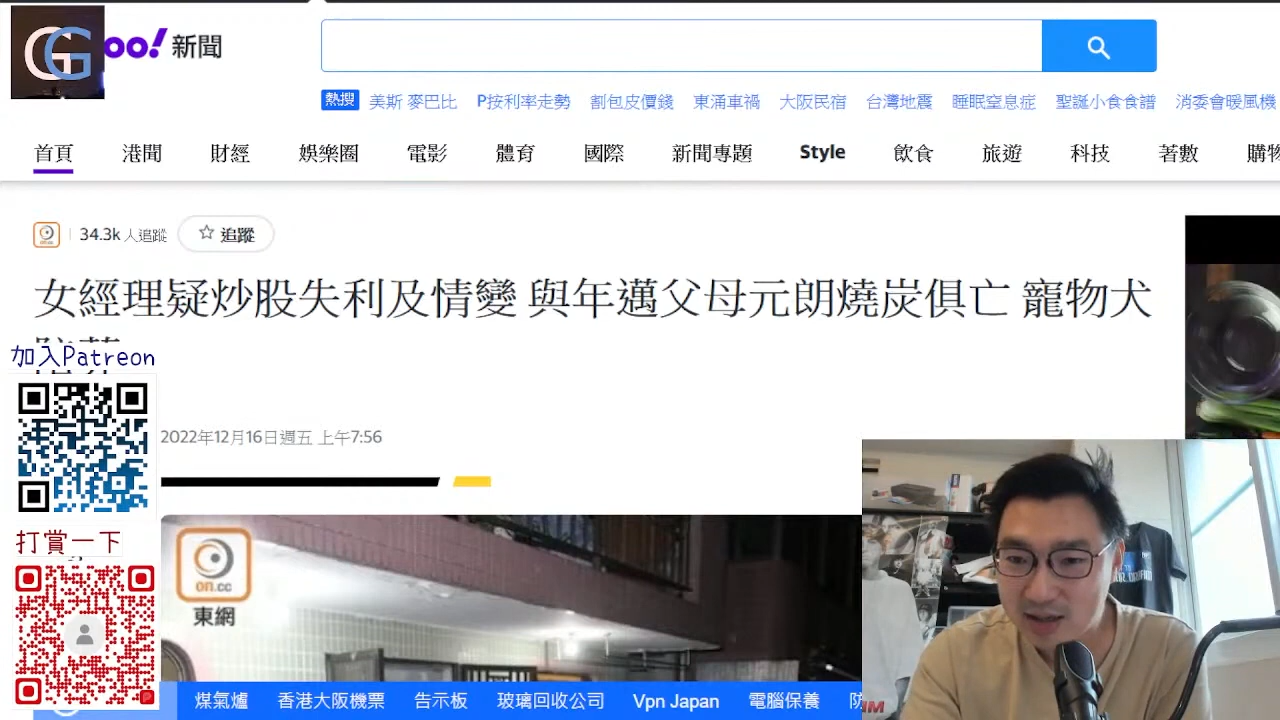 GG
oo! 新聞
熱搜 美斯 麥巴比 P按利率走勢 割包皮價錢 東涌車禍 大阪民宿 台灣地震 睡眠窒息症 聖誕小食食譜 消委會暖風機
首頁 港聞 財經 娛樂圈 電影 體育 國際 新聞專題 Style 飲食 旅遊 科技 著數 購物
34.3k 人追蹤 追蹤
女經理疑炒股失利及情變 與年邁父母元朗燒炭俱亡 寵物犬
加入Patreon
2022年12月16日週五 上午7:56
打賞一下
on.cc
東網
煤氣爐 香港大阪機票 告示板 玻璃回收公司 Vpn Japan 電腦保養 防